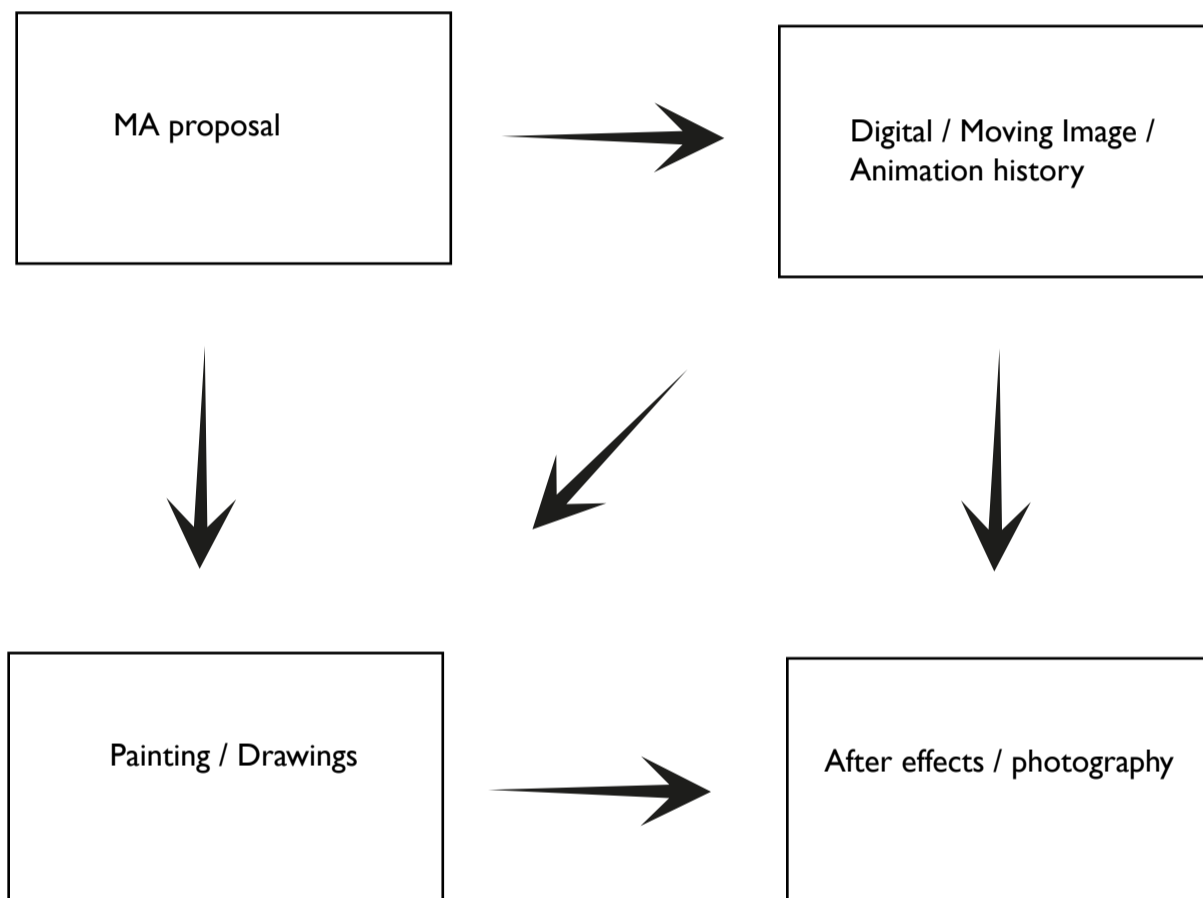 MA proposal
Digital / Moving Image /
Animation history
Painting / Drawings
After effects / photography